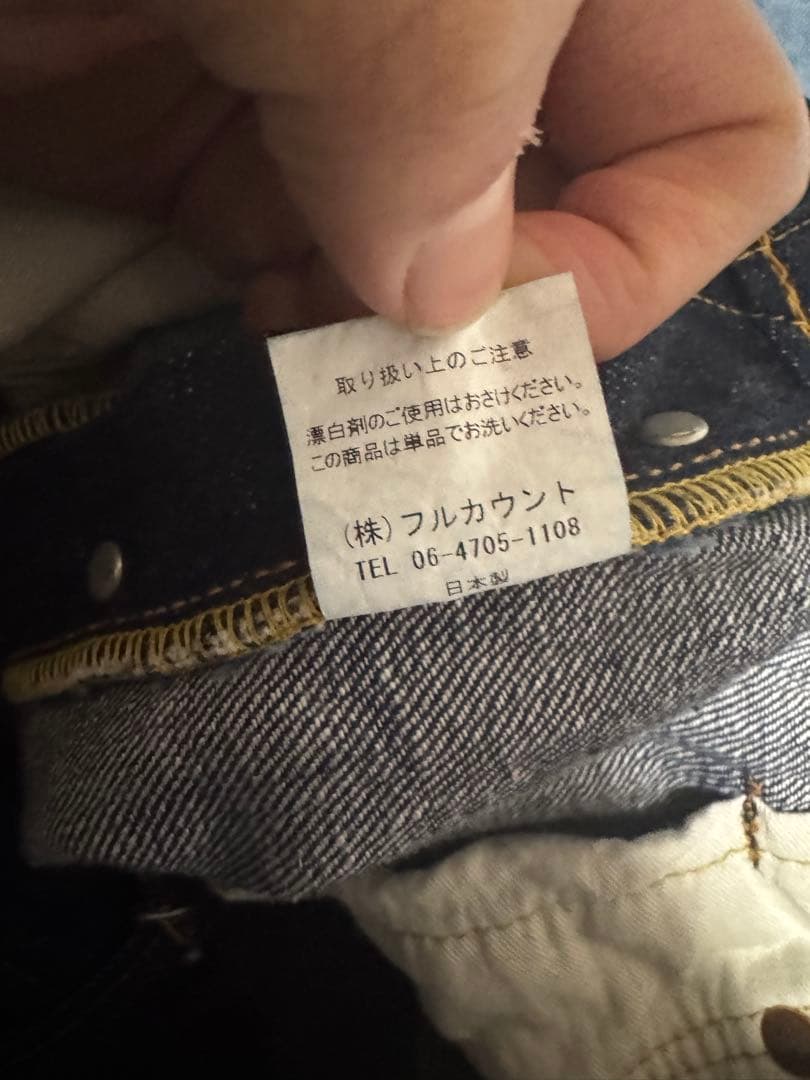 取り扱い上のご注意
漂白剤のご使用はおさけください。
この商品は単品でお洗いください。
(株)フルカウント
TEL 06-4705-1108
日本製